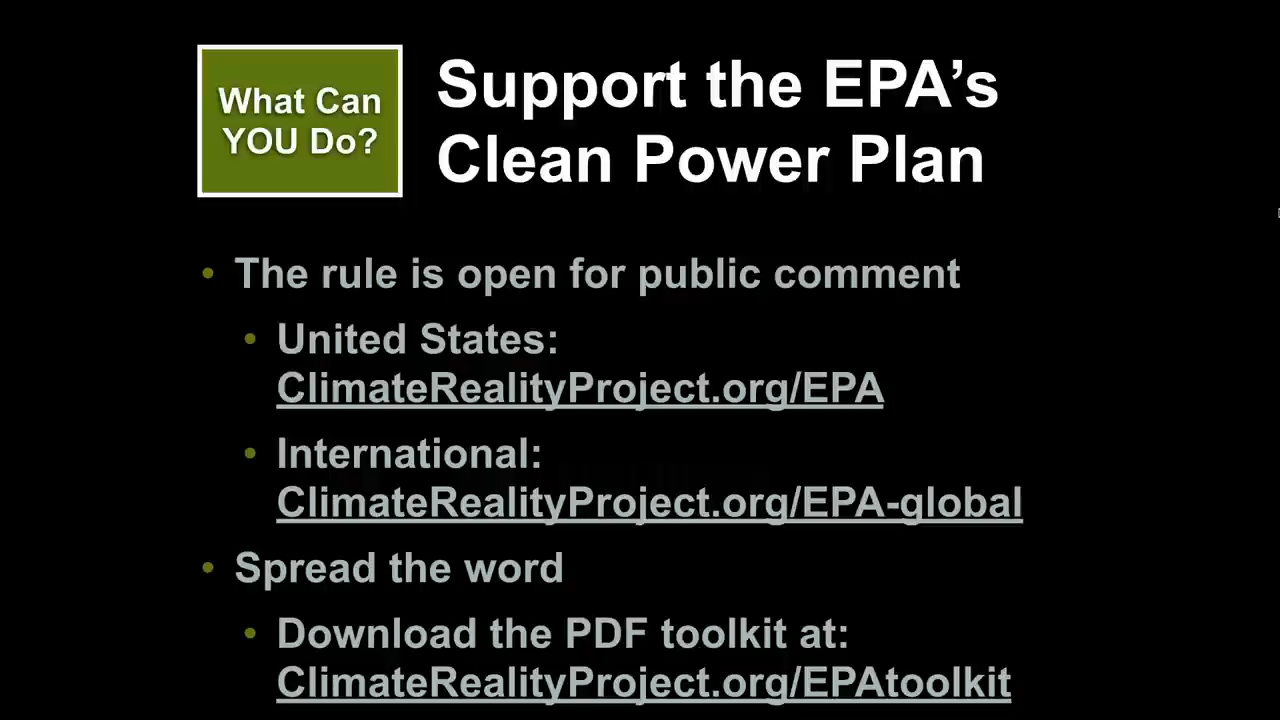 What Can
YOU Do?
Support the EPA’s
Clean Power Plan
• The rule is open for public comment
• United States:
ClimateRealityProject.org/EPA
• International:
ClimateRealityProject.org/EPA-global
• Spread the word
• Download the PDF toolkit at:
ClimateRealityProject.org/EPAtoolkit